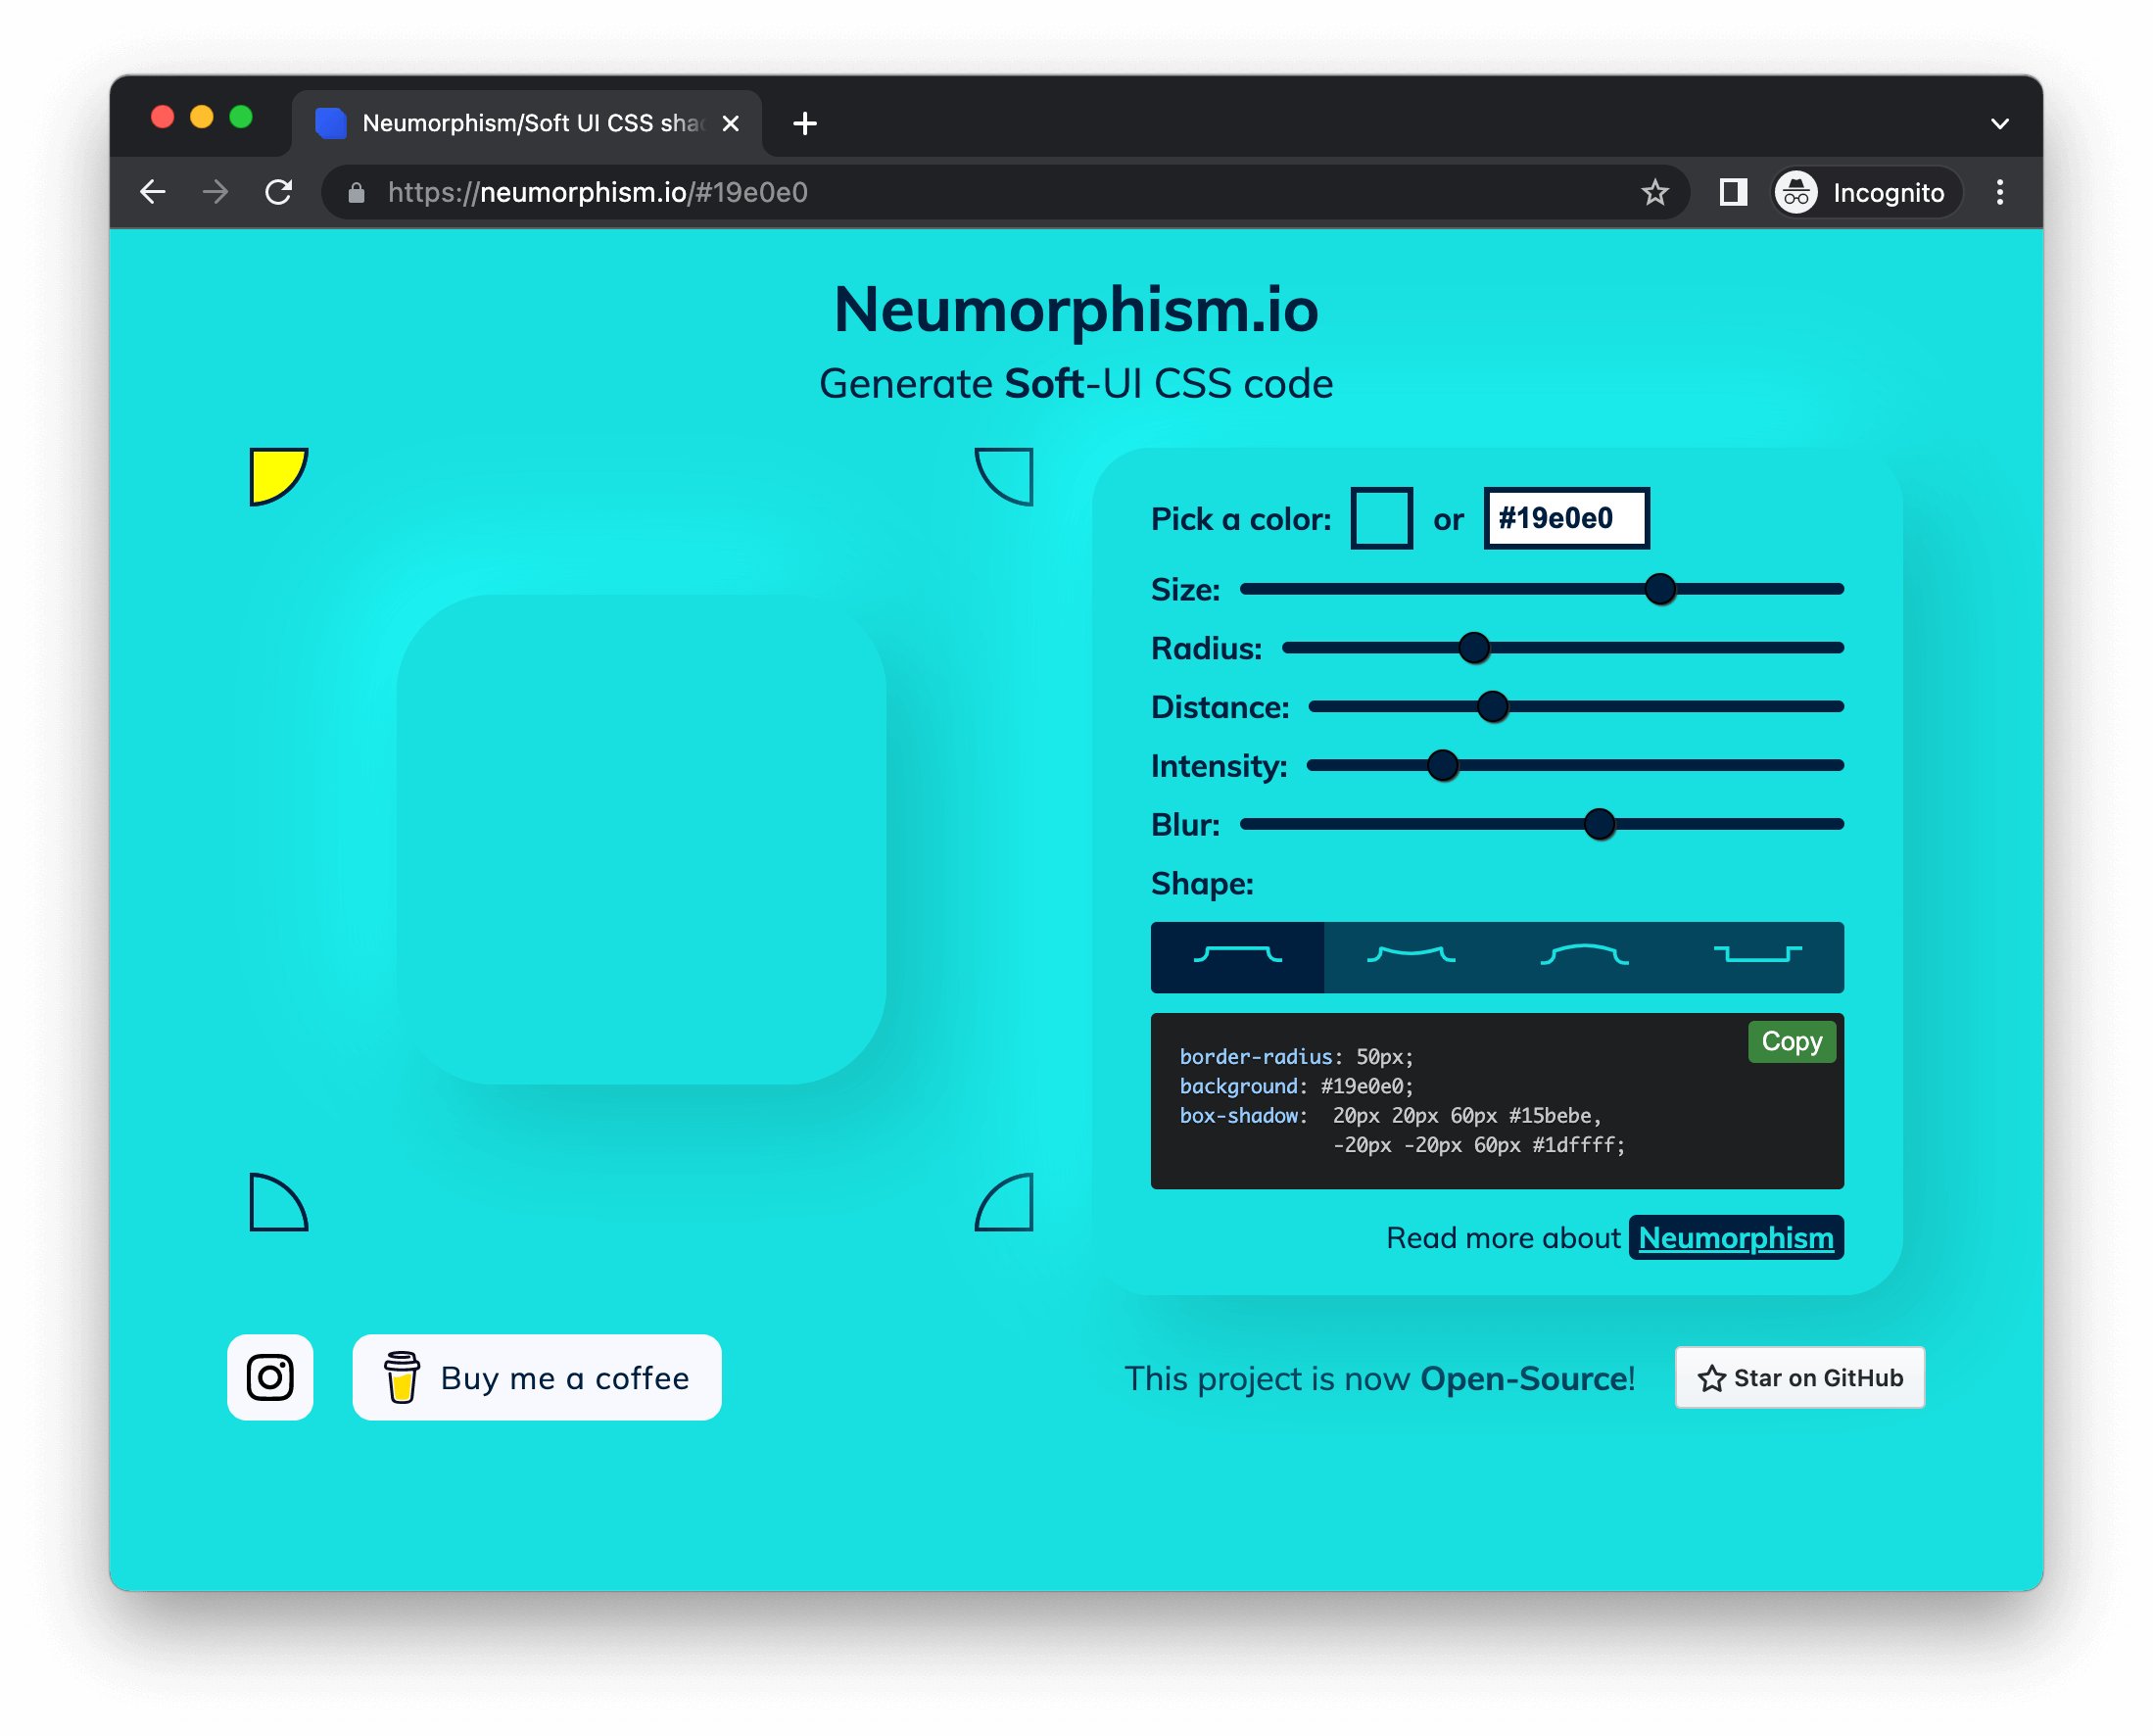 Neumorphism/Soft UI CSS shad
https://neumorphism.io/#19e0e0
Incognito
Neumorphism.io
Generate Soft-UI CSS code
Pick a color:
or
#19e0e0
Size:
Radius:
Distance:
Intensity:
Blur:
Shape:
Copy
border-radius: 50px;
background: #19e0e0;
box-shadow: 20px 20px 60px #15bebe,
-20px -20px 60px #1dffff;
Read more about Neumorphism
Buy me a coffee
This project is now Open-Source!
Star on GitHub